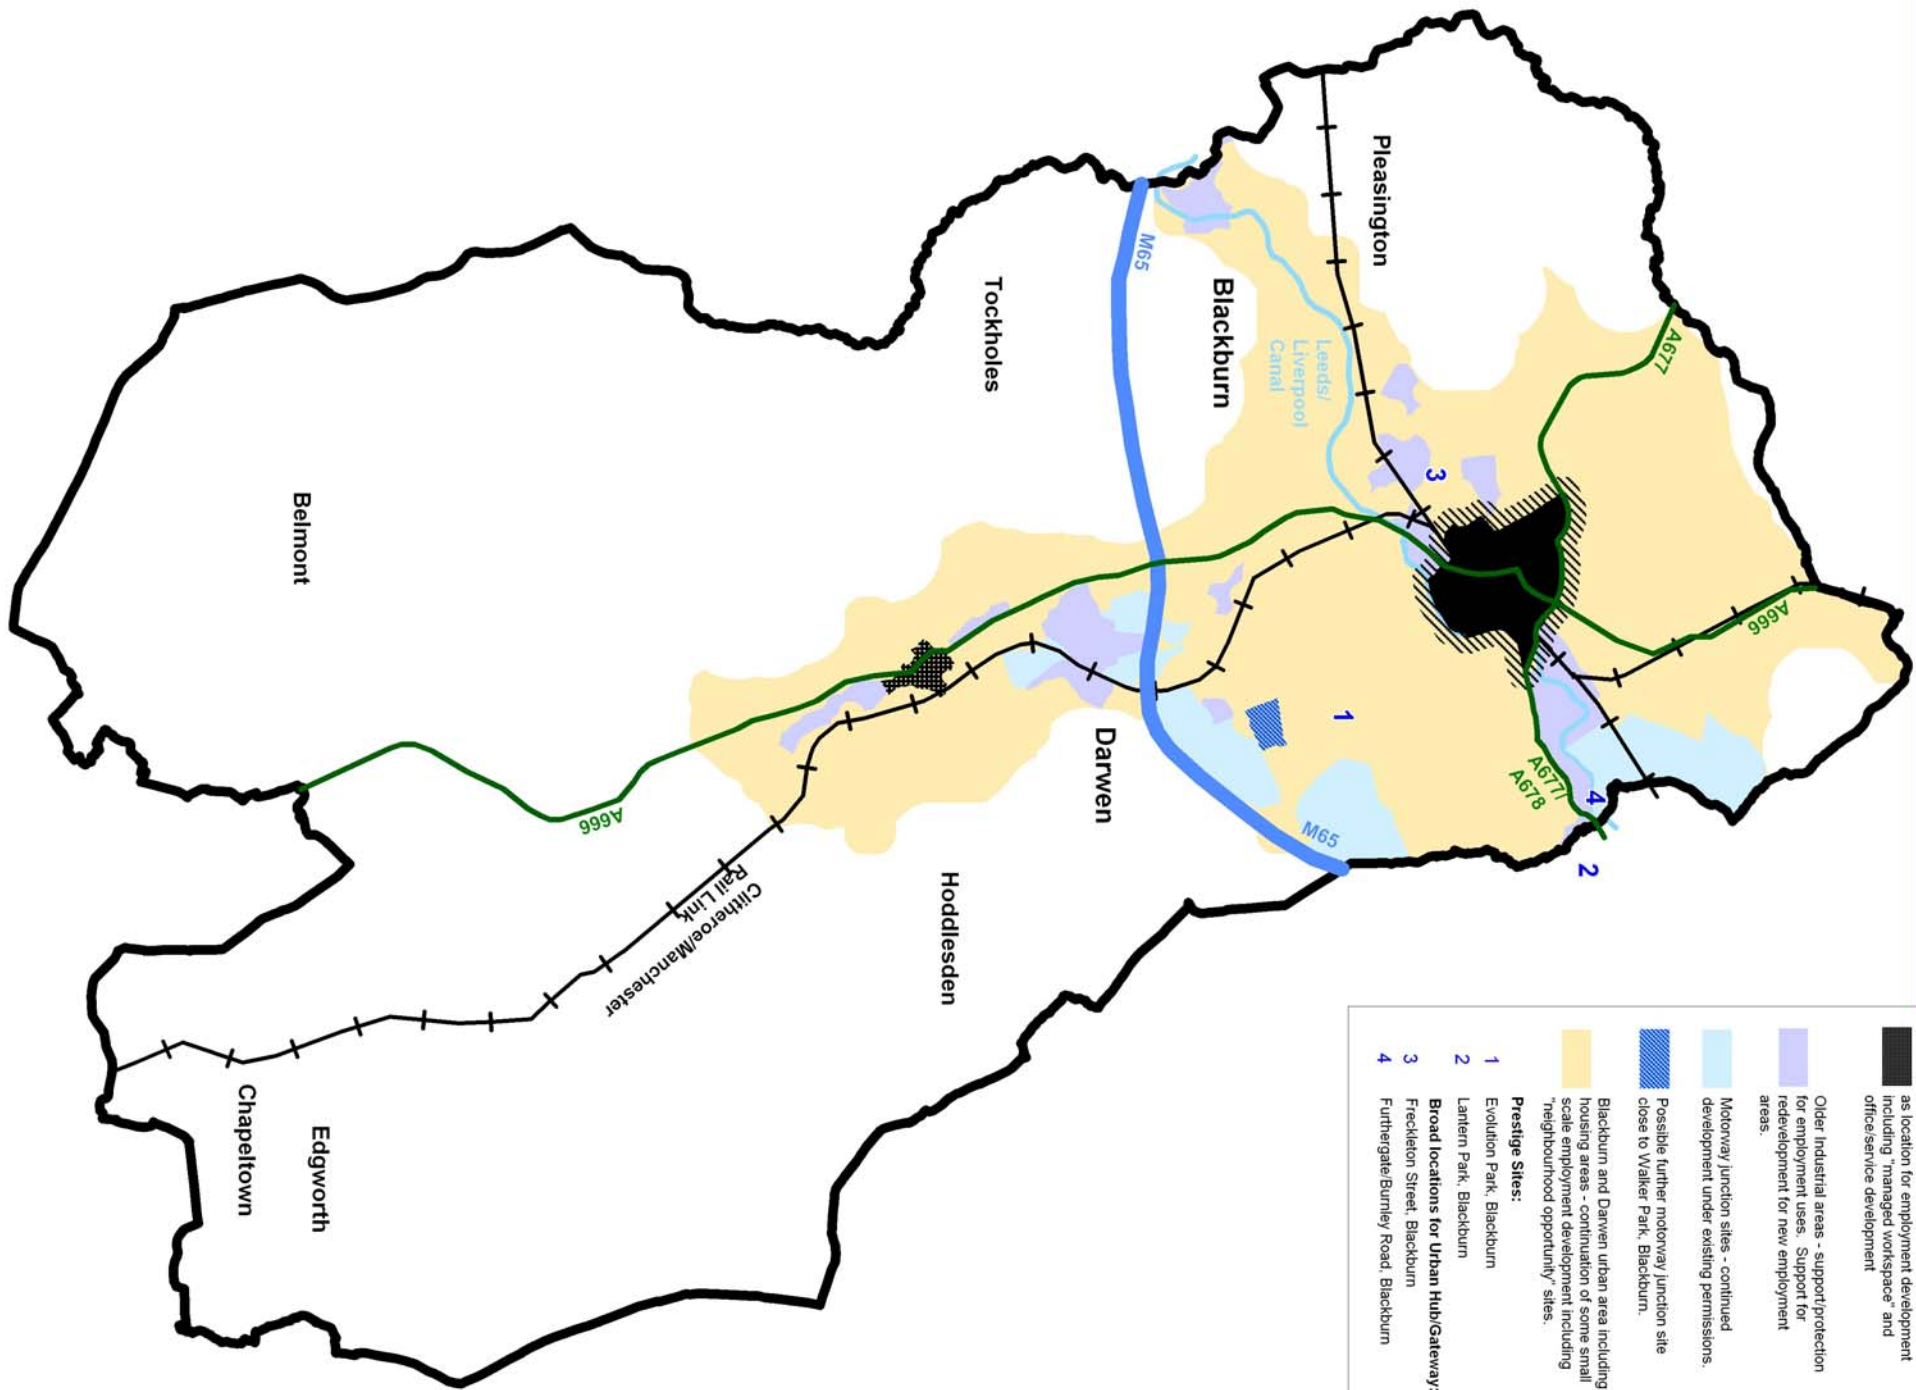 Pleasington
A677
A666
Blackburn
Leeds/
Liverpool
Canal
M65
Tockholes
3
1
4
2
A677/
A678
M65
Darwen
Belmont
A666
Hoddlesden
Clitheroe/Manchester
Rail Link
Edgworth
Chapeltown
as location for employment development
including "managed workspace" and
office/service development
Older Industrial areas - support/protection
for employment uses. Support for
redevelopment for new employment
areas.
Motorway junction sites - continued
development under existing permissions.
Possible further motorway junction site
close to Walker Park, Blackburn.
Blackburn and Darwen urban area including
housing areas - continuation of some small
scale employment development including
"neighbourhood opportunity" sites.
Prestige Sites:
1 Evolution Park, Blackburn
2 Lantern Park, Blackburn
Broad locations for Urban Hub/Gateway:
3 Freckleton Street, Blackburn
4 Furthergate/Burnley Road, Blackburn